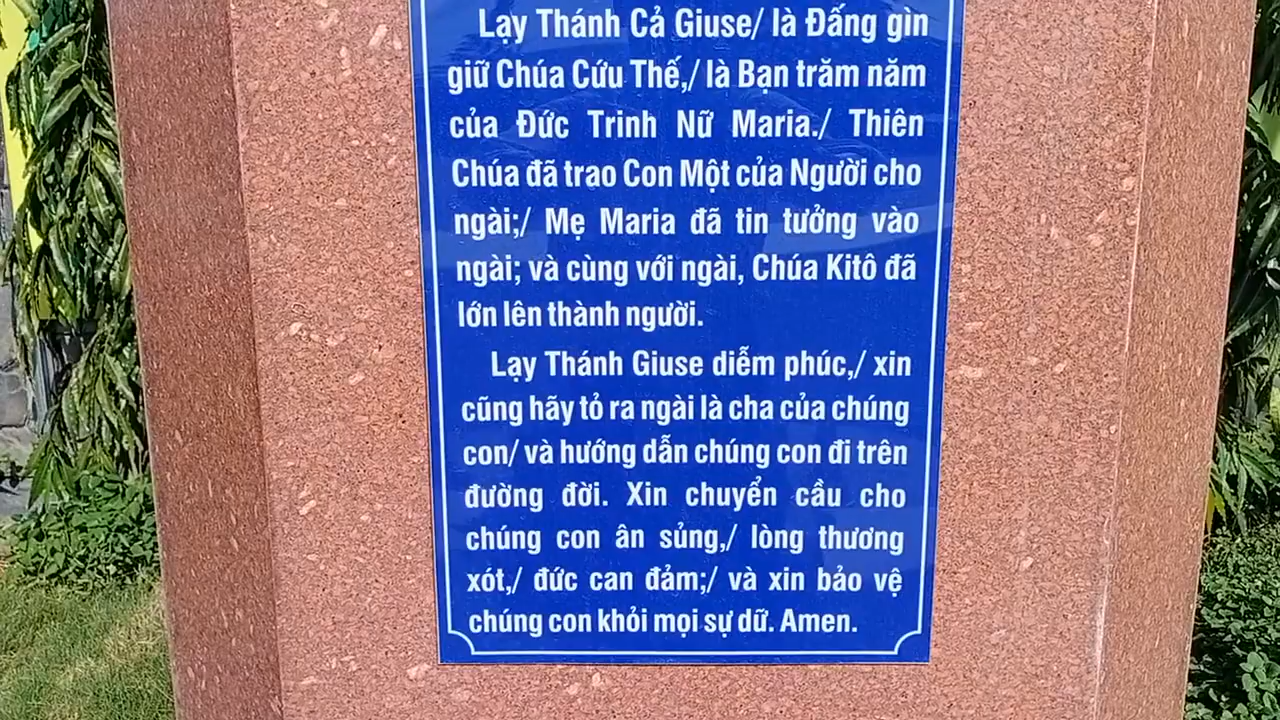 Lạy Thánh Cả Giuse/ là Đấng gìn
giữ Chúa Cứu Thế,/ là Bạn trăm năm
của Đức Trinh Nữ Maria./ Thiên
Chúa đã trao Con Một của Người cho
ngài;/ Mẹ Maria đã tin tưởng vào
ngài; và cùng với ngài, Chúa Kitô đã
lớn lên thành người.
Lạy Thánh Giuse diễm phúc,/ xin
cũng hãy tỏ ra ngài là cha của chúng
con/ và hướng dẫn chúng con đi trên
đường đời. Xin chuyển cầu cho
chúng con ân sủng,/ lòng thương
xót,/ đức can đảm;/ và xin bảo vệ
chúng con khỏi mọi sự dữ. Amen.